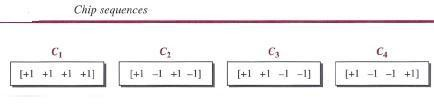 Chip sequences
C1 C2 C3 C4
[+1 +1 +1 +1] [+1 –1 +1 –1] [+1 +1 –1 –1] [+1 –1 –1 +1]